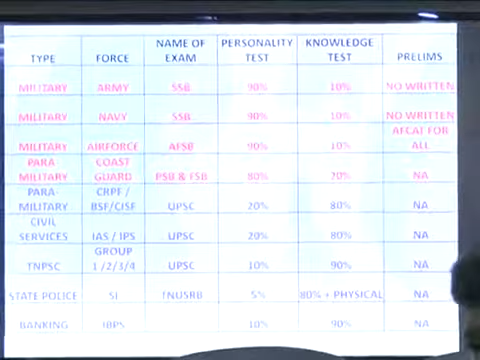 TYPE FORCE NAME OF EXAM PERSONALITY TEST KNOWLEDGE TEST PRELIMS
MILITARY ARMY SSB 90% 10% NO WRITTEN
MILITARY NAVY SSB 90% 10% NO WRITTEN
MILITARY AIRFORCE AFSB 90% 10% AFCAT FOR ALL
PARA MILITARY COAST GUARD PSB & FSB 80% 20% NA
PARA-MILITARY CRPF / BSF/CISF UPSC 20% 80% NA
CIVIL SERVICES IAS / IPS UPSC 20% 80% NA
TNPSC GROUP 1/2/3/4 UPSC 10% 90% NA
STATE POLICE SI TNUSRB 5% 80% + PHYSICAL NA
BANKING IBPS 10% 90% NA